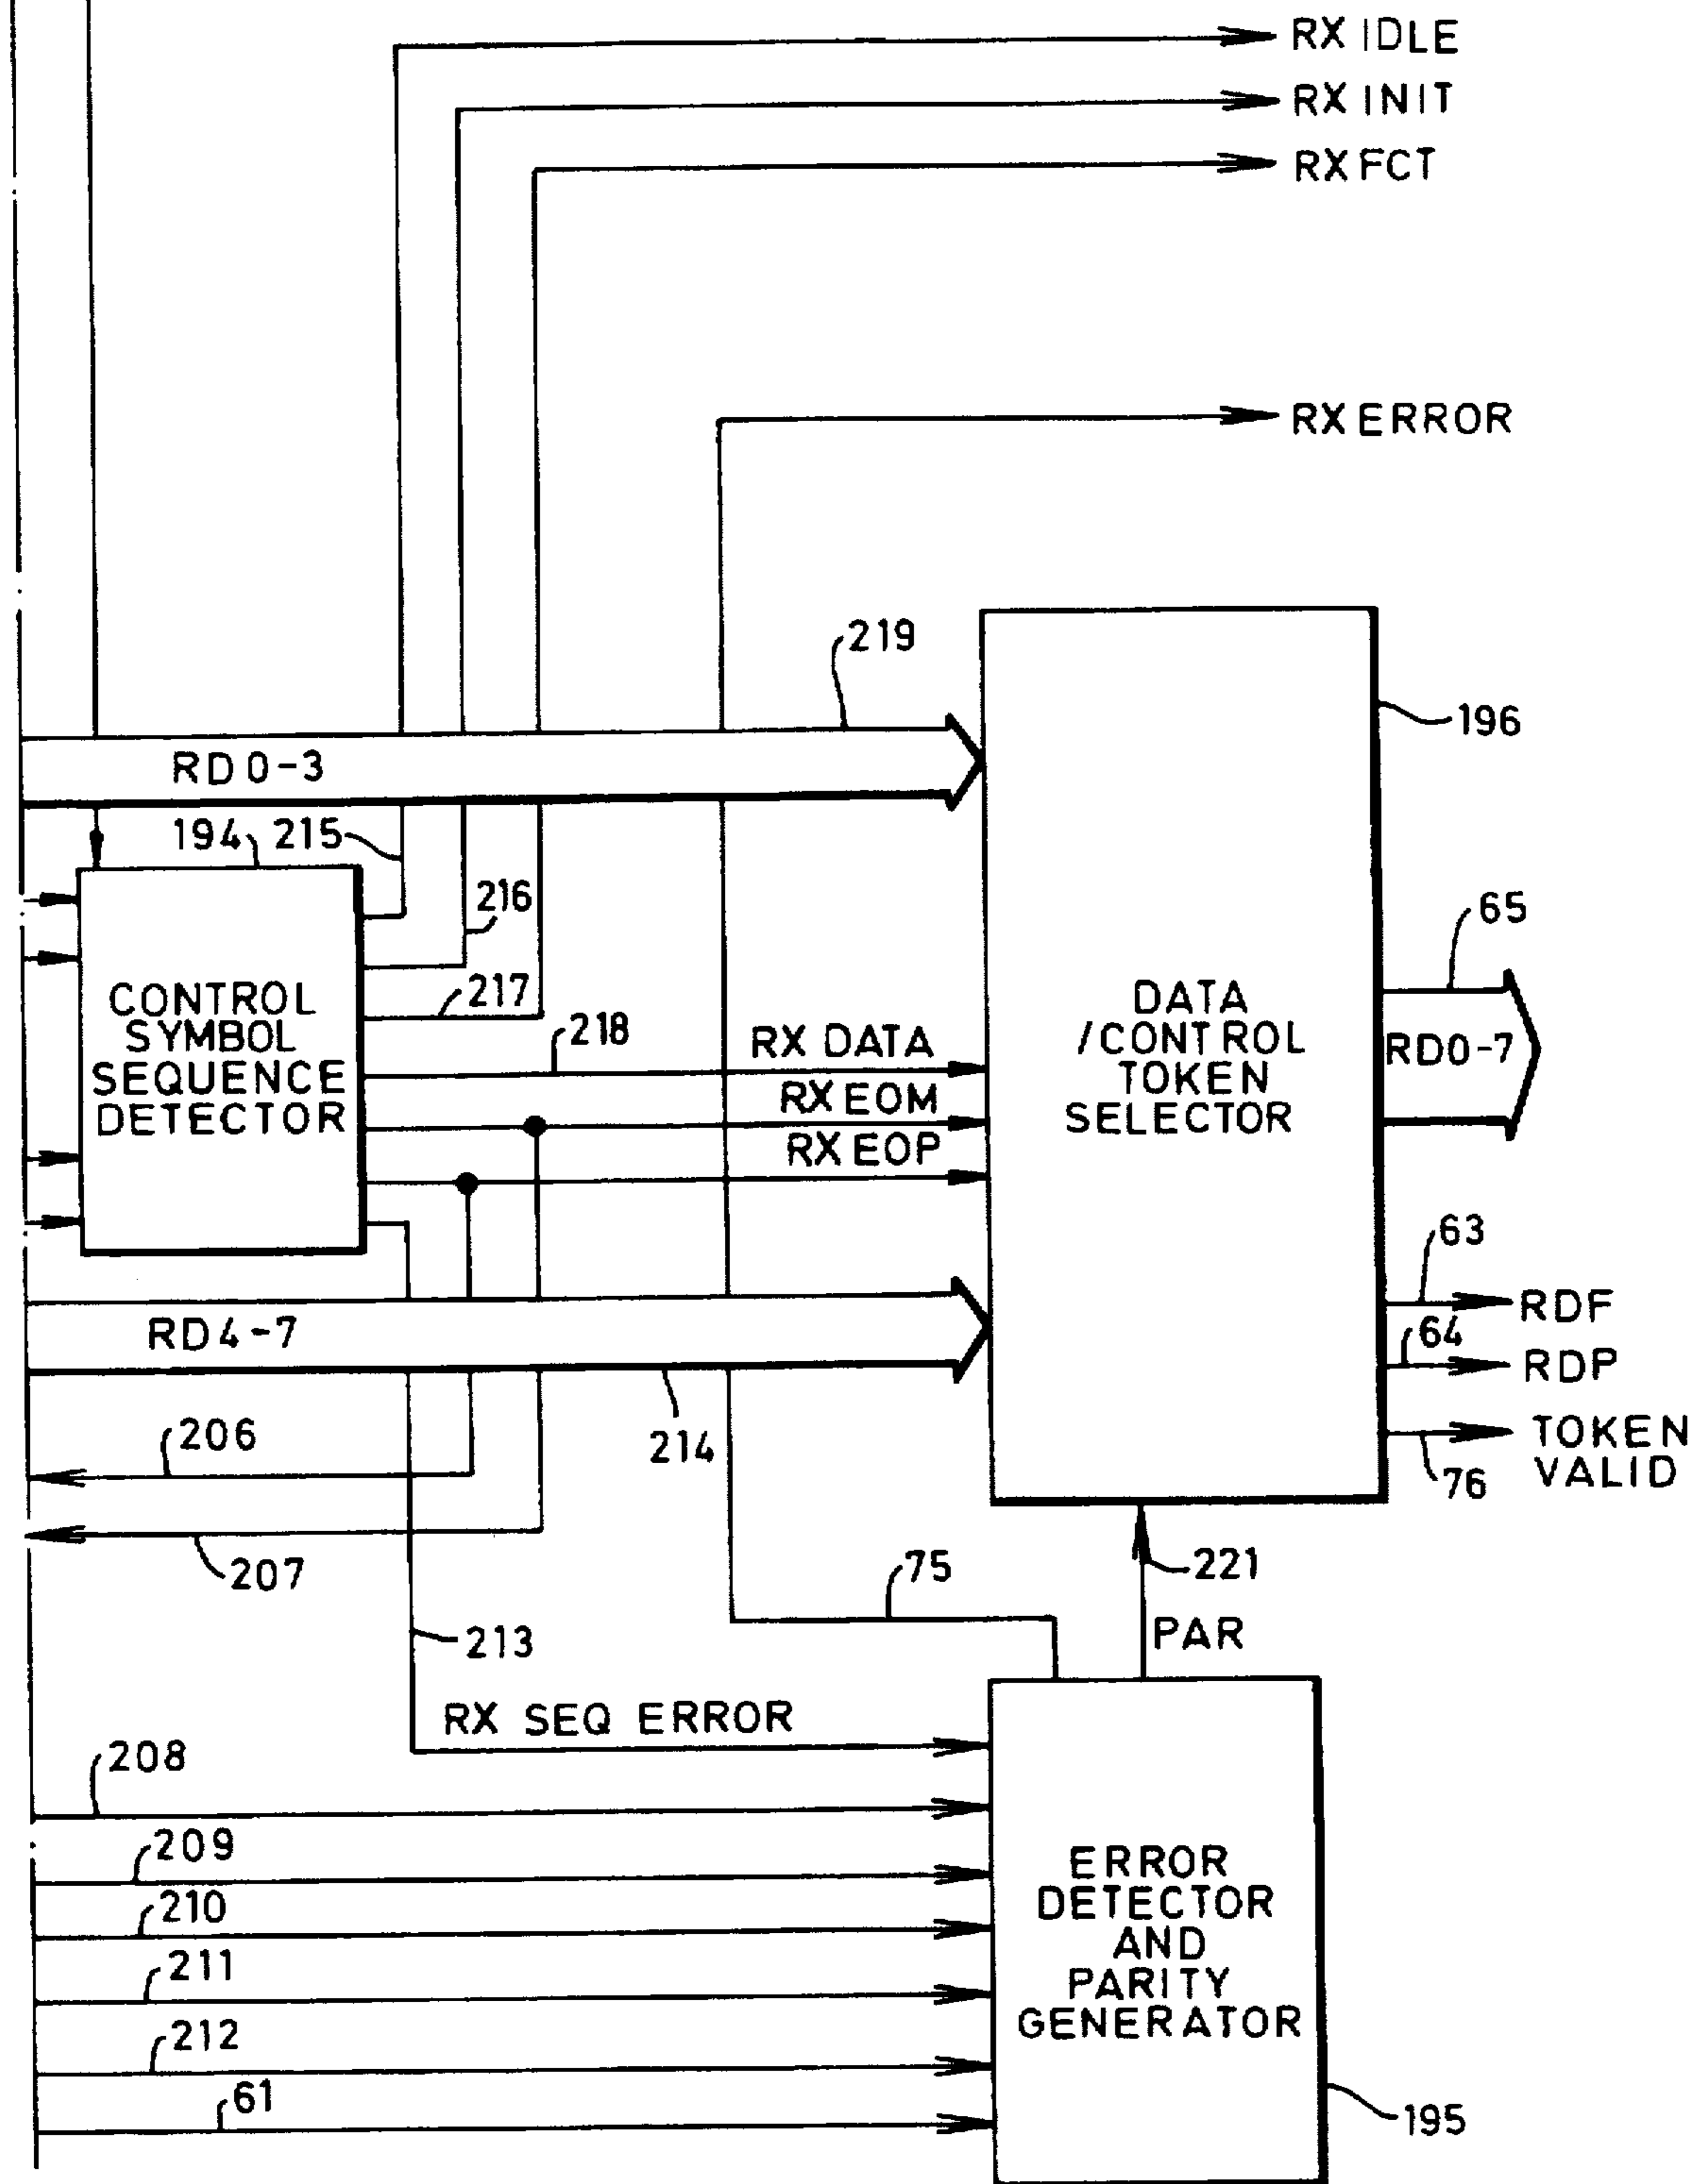 RX IDLE
RX INIT
RX FCT
RX ERROR
219
196
RD 0-3
194 215
216
65
217
218
CONTROL
SYMBOL
SEQUENCE
DETECTOR
RX DATA
RX EOM
RX EOP
DATA
/CONTROL
TOKEN
SELECTOR
RD0-7
63
RDF
64
RDP
RD 4-7
206
214
TOKEN
VALID
76
207
75
221
213
PAR
RX SEQ ERROR
208
209
210
211
212
61
ERROR
DETECTOR
AND
PARITY
GENERATOR
195